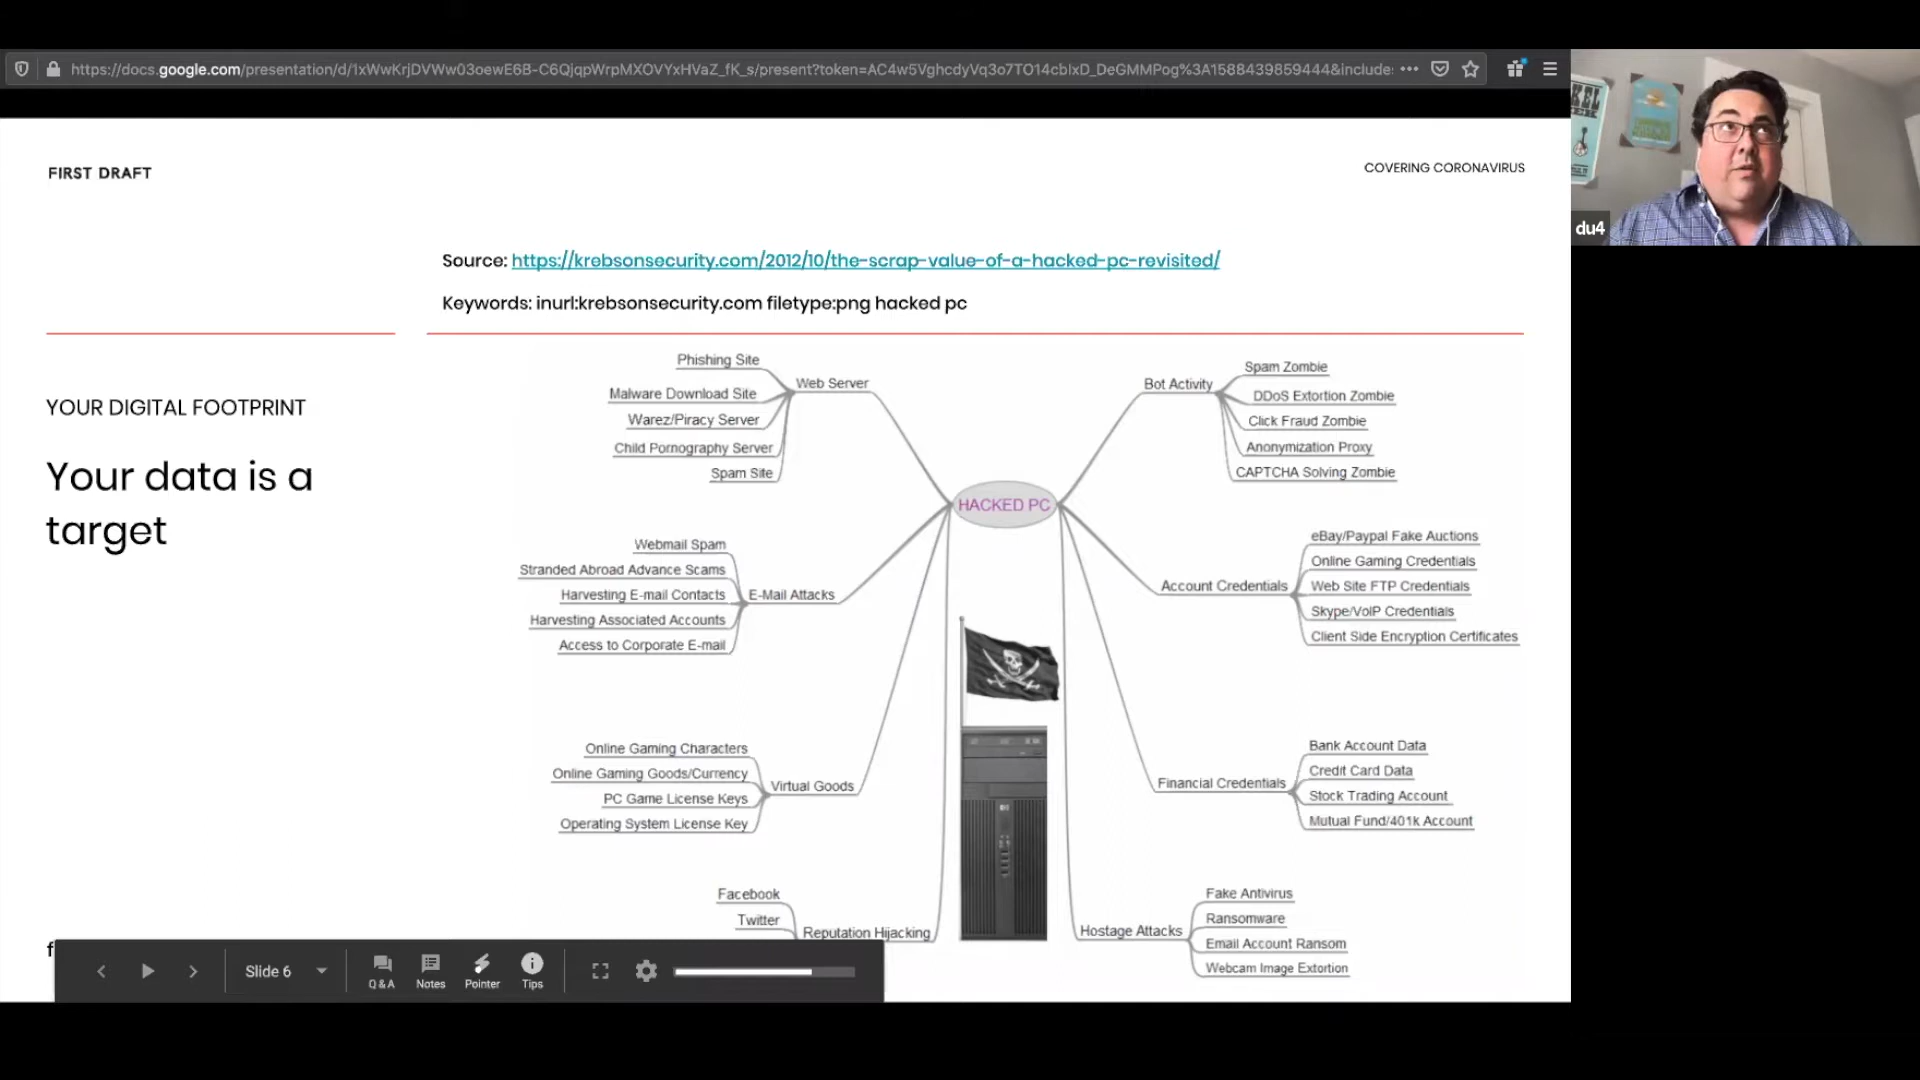 https://docs.google.com/presentation/d/1xWwKrjDVWw03oewE6B-C6QjqpWrpMXOVYxHVaZ_fK_s/present?token=AC4w5VghcdyVq3o7TO14cblxD_DeGMMPog%3A1588439859444&include:
du4
FIRST DRAFT
COVERING CORONAVIRUS
Source: https://krebsonsecurity.com/2012/10/the-scrap-value-of-a-hacked-pc-revisited/
Keywords: inurl:krebsonsecurity.com filetype:png hacked pc
YOUR DIGITAL FOOTPRINT
Your data is a
target
HACKED PC
Web Server
Phishing Site
Malware Download Site
Warez/Piracy Server
Child Pornography Server
Spam Site
E-Mail Attacks
Webmail Spam
Stranded Abroad Advance Scams
Harvesting E-mail Contacts
Harvesting Associated Accounts
Access to Corporate E-mail
Virtual Goods
Online Gaming Characters
Online Gaming Goods/Currency
PC Game License Keys
Operating System License Key
Reputation Hijacking
Facebook
Twitter
Bot Activity
Spam Zombie
DDoS Extortion Zombie
Click Fraud Zombie
Anonymization Proxy
CAPTCHA Solving Zombie
Account Credentials
eBay/Paypal Fake Auctions
Online Gaming Credentials
Web Site FTP Credentials
Skype/VoIP Credentials
Client Side Encryption Certificates
Financial Credentials
Bank Account Data
Credit Card Data
Stock Trading Account
Mutual Fund/401k Account
Hostage Attacks
Fake Antivirus
Ransomware
Email Account Ransom
Webcam Image Extortion
f
Slide 6
Q & A
Notes
Pointer
Tips